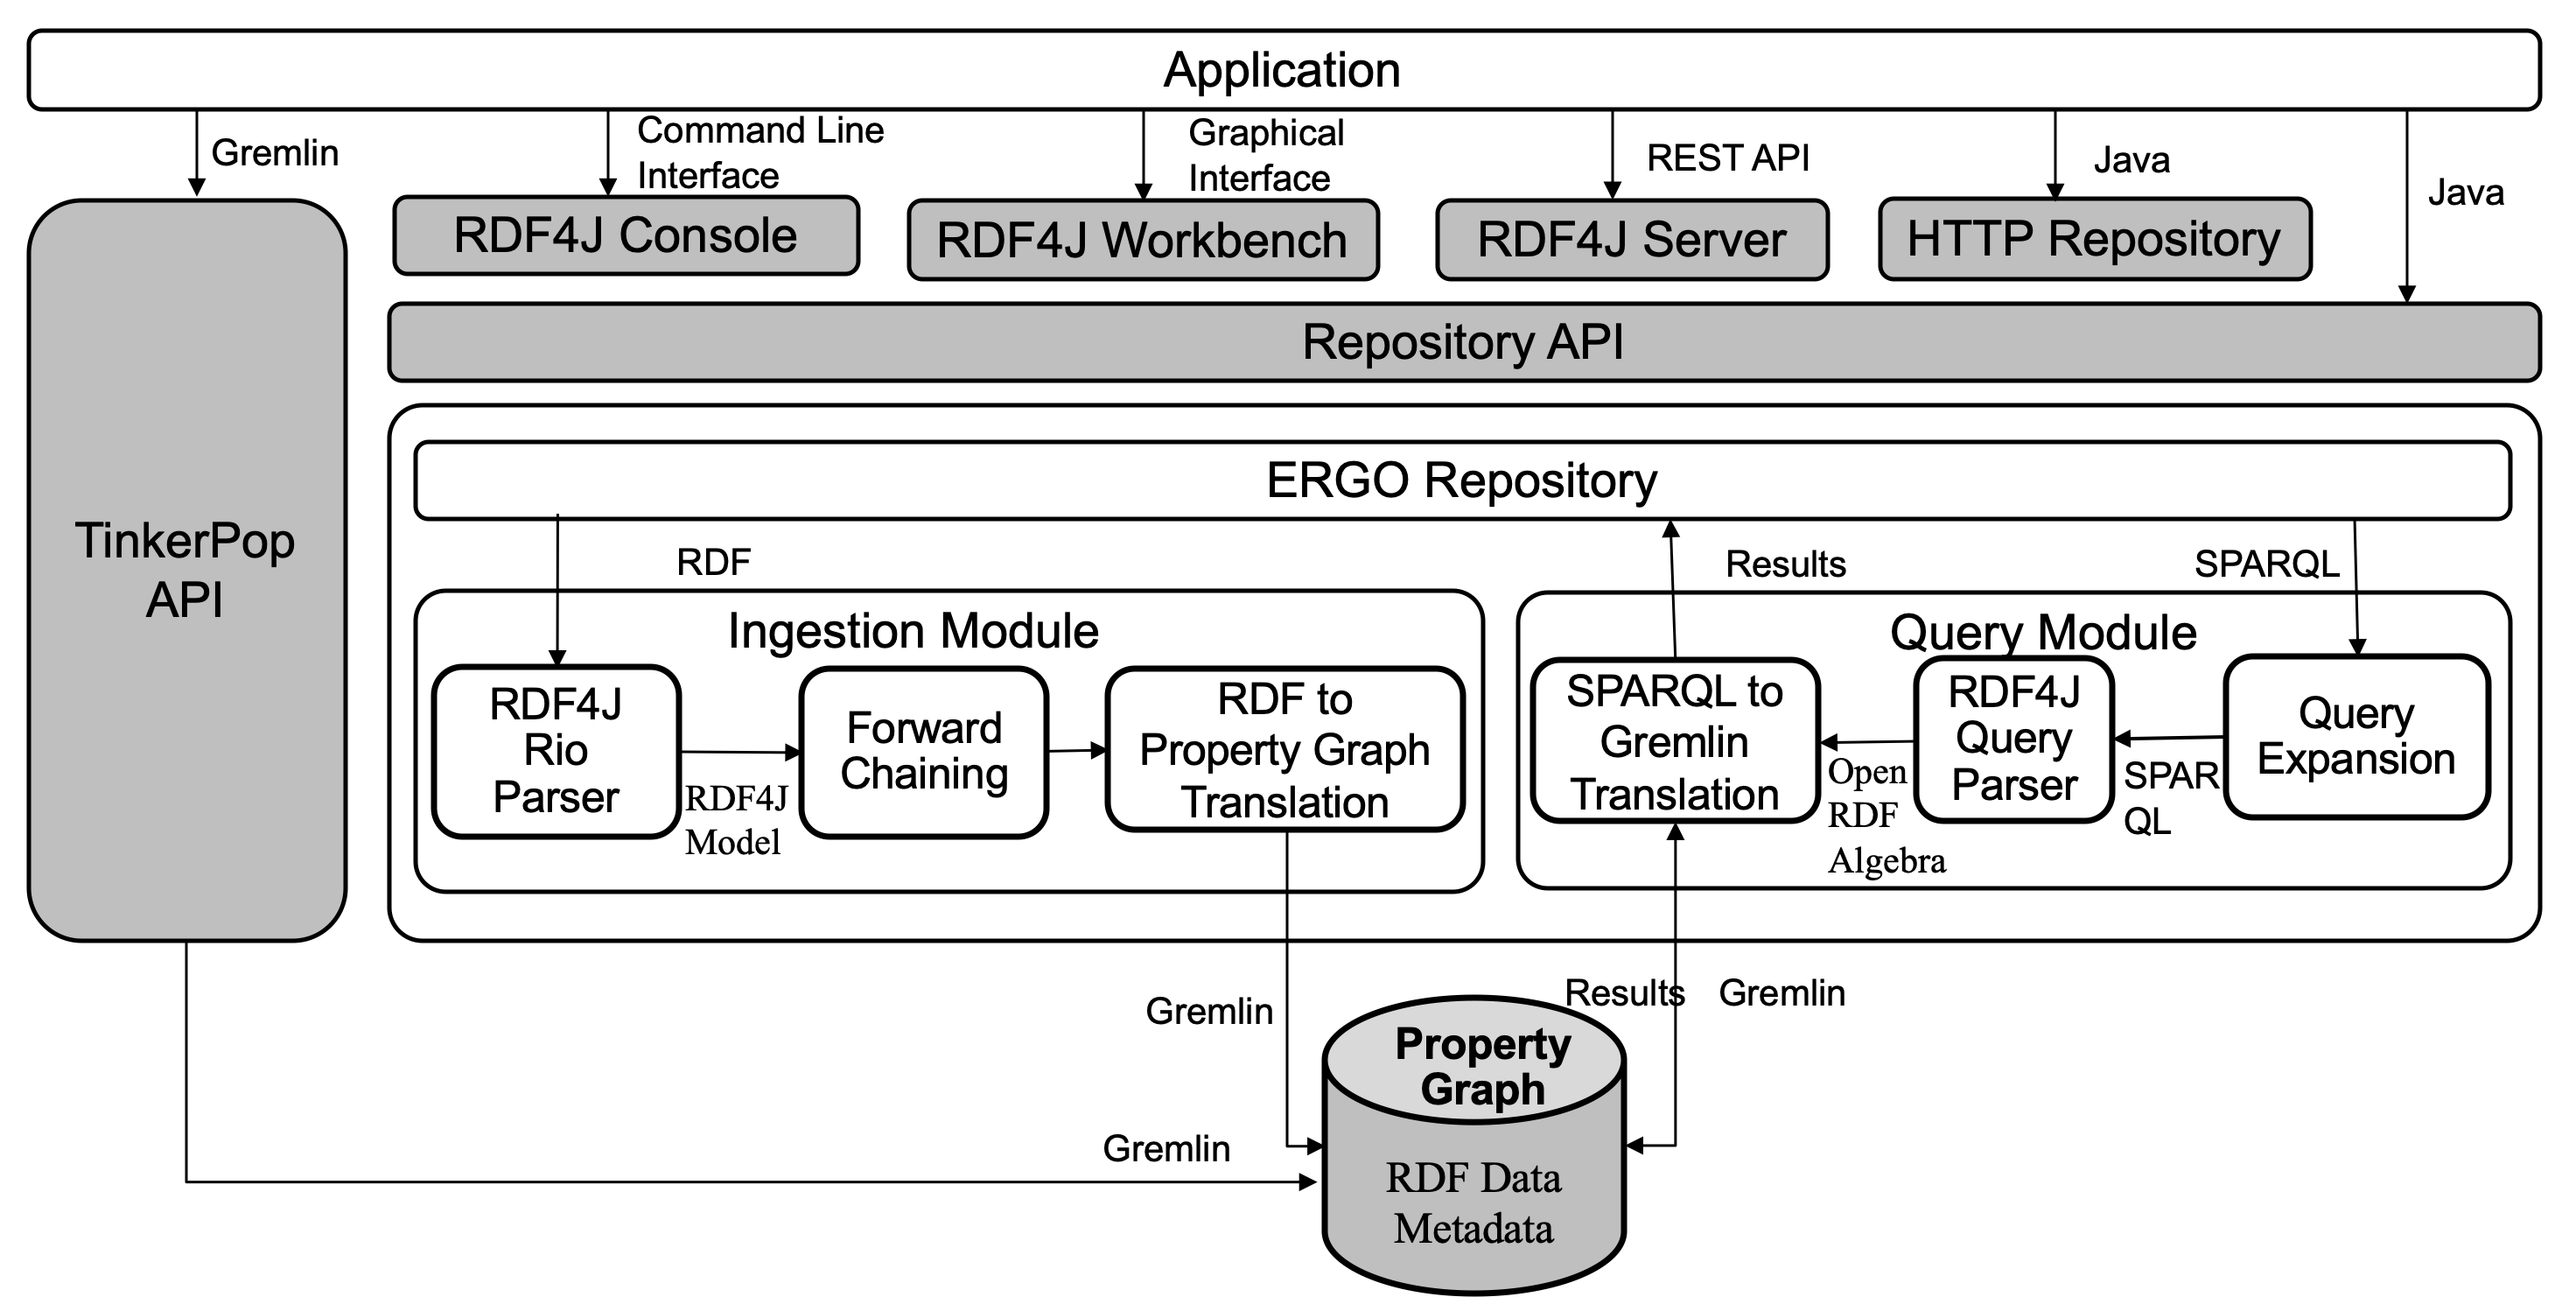 Application
Gremlin
Command Line
Interface
Graphical
Interface
REST API
Java
Java
RDF4J Console
RDF4J Workbench
RDF4J Server
HTTP Repository
Repository API
TinkerPop
API
ERGO Repository
RDF
Results
SPARQL
Ingestion Module
RDF4J
Rio
Parser
RDF4J
Model
Forward
Chaining
RDF to
Property Graph
Translation
Query Module
SPARQL to
Gremlin
Translation
Open
RDF
Algebra
RDF4J
Query
Parser
SPAR
QL
Query
Expansion
Gremlin
Results
Gremlin
Gremlin
Property
Graph
RDF Data
Metadata